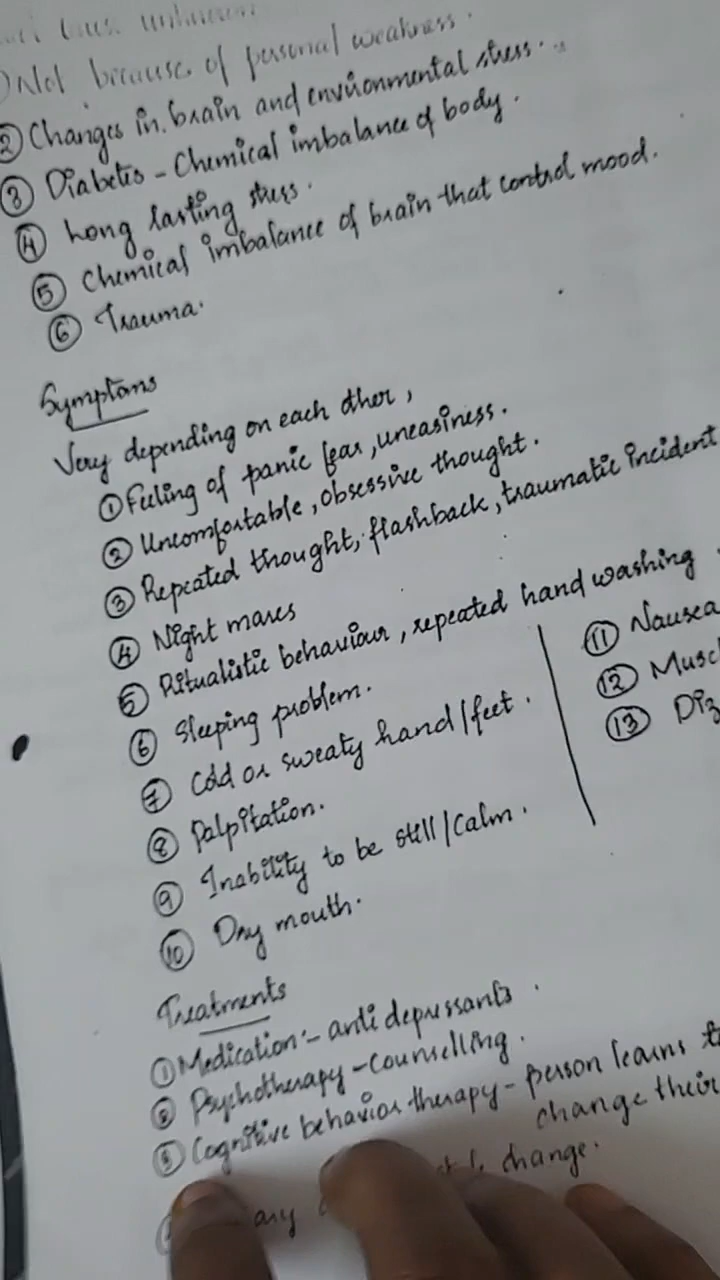 Not because of personal weakness.
② Changes in brain and environmental stress.
③ Diabetes - Chemical imbalance of body.
④ Long lasting stress.
⑤ Chemical imbalance of brain that control mood.
⑥ Trauma.
Symptoms
Very depending on each other,
① Feeling of panic fear, uneasiness.
② Uncomfortable, obsessive thought.
③ Repeated thought, flashback, traumatic incident
④ Night mares
⑤ Ritualistic behaviour, repeated hand washing
⑥ Sleeping problem.
⑦ Cold or sweaty hand/feet.
⑧ Palpitation.
⑨ Inability to be still/calm.
⑩ Dry mouth.
⑪ Nausea
⑫ Muscl
⑬ Diz
Treatments
① Medication:- anti depressants.
② Psychotherapy - Counselling.
③ Cognitive behavior therapy - person learns t
change their
change.